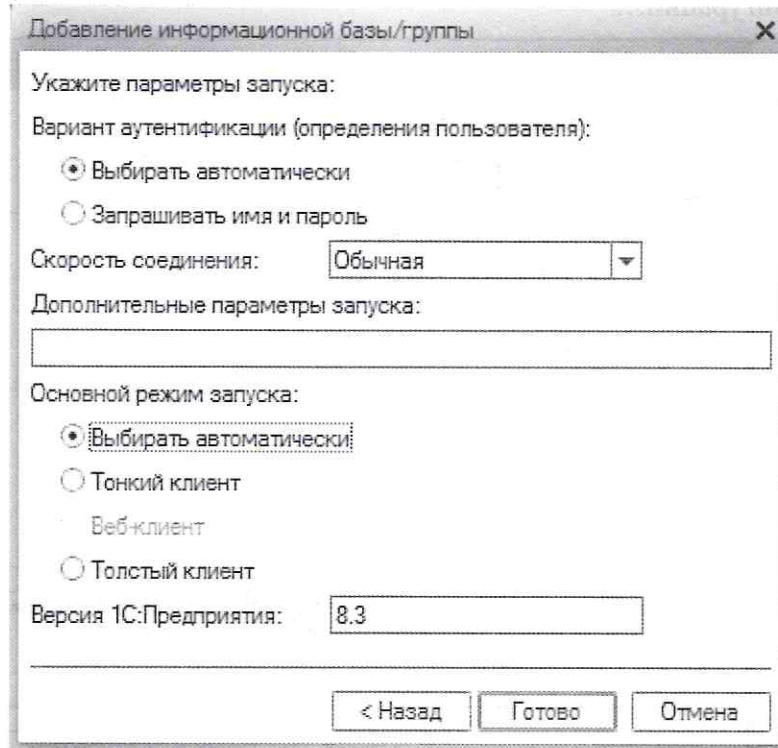 Добавление информационной базы/группы
Укажите параметры запуска:
Вариант аутентификации (определения пользователя):
Выбирать автоматически
Запрашивать имя и пароль
Скорость соединения: Обычная
Дополнительные параметры запуска:
Основной режим запуска:
Выбирать автоматически
Тонкий клиент
Веб-клиент
Толстый клиент
Версия 1С:Предприятия: 8.3
< Назад Готово Отмена